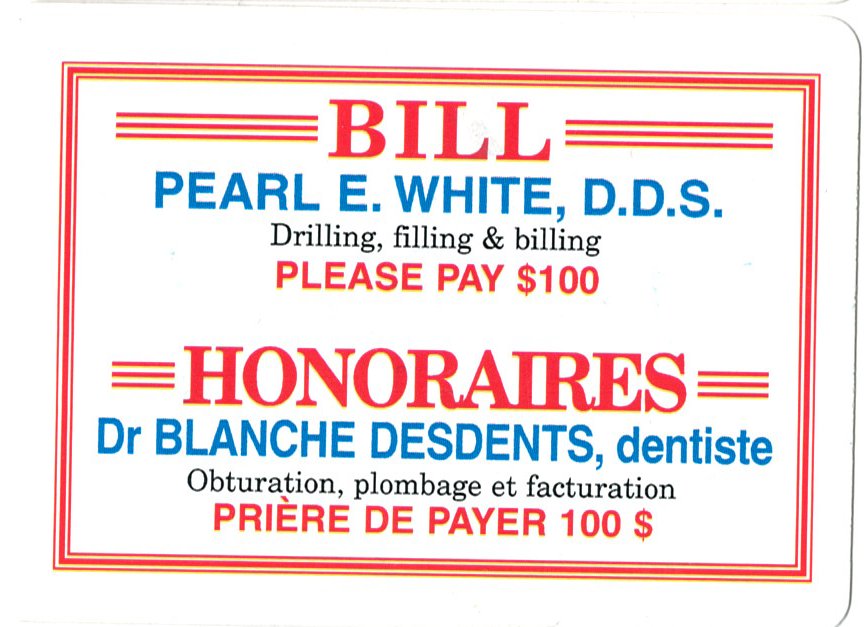 BILL
PEARL E. WHITE, D.D.S.
Drilling, filling & billing
PLEASE PAY $100
HONORAIRES
Dr BLANCHE DESDENTS, dentiste
Obturation, plombage et facturation
PRIÈRE DE PAYER 100 $